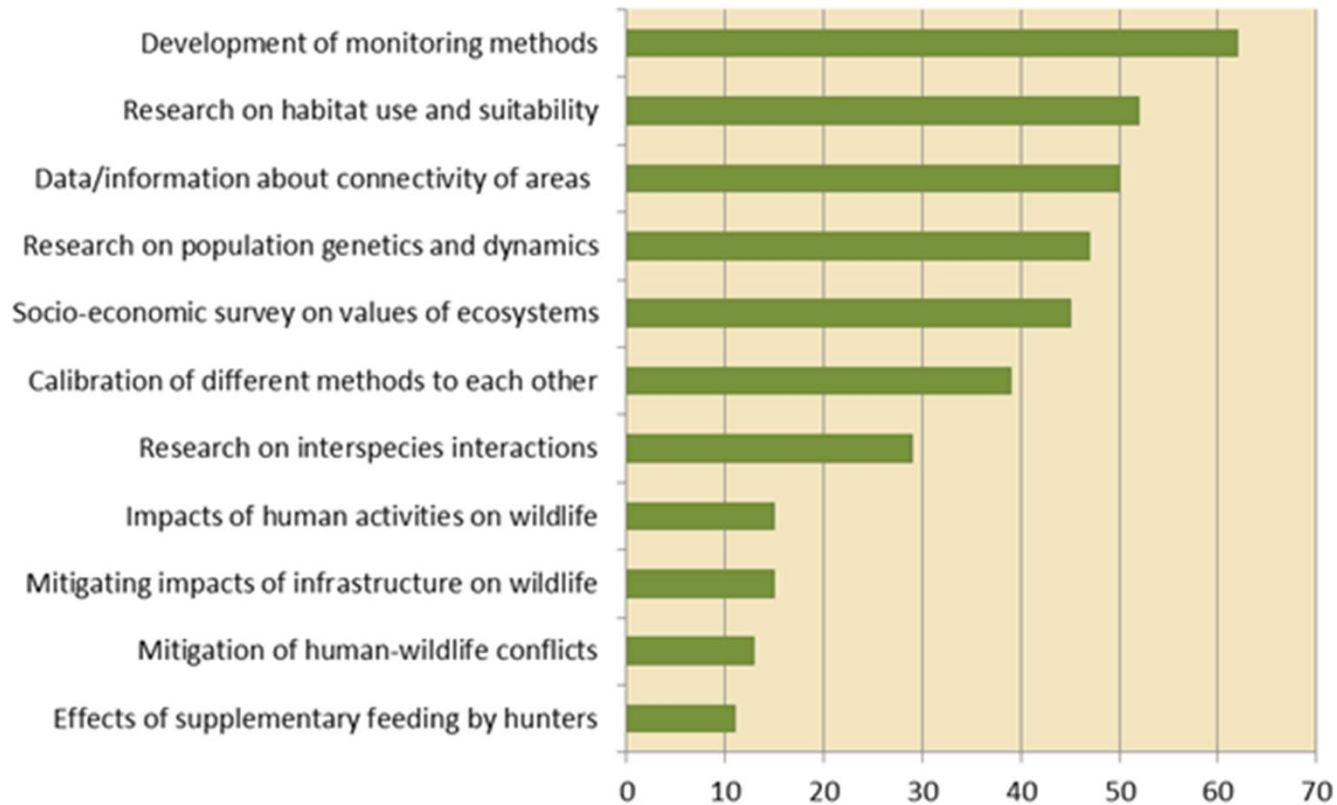 Development of monitoring methods
Research on habitat use and suitability
Data/information about connectivity of areas
Research on population genetics and dynamics
Socio-economic survey on values of ecosystems
Calibration of different methods to each other
Research on interspecies interactions
Impacts of human activities on wildlife
Mitigating impacts of infrastructure on wildlife
Mitigation of human-wildlife conflicts
Effects of supplementary feeding by hunters
0 10 20 30 40 50 60 70